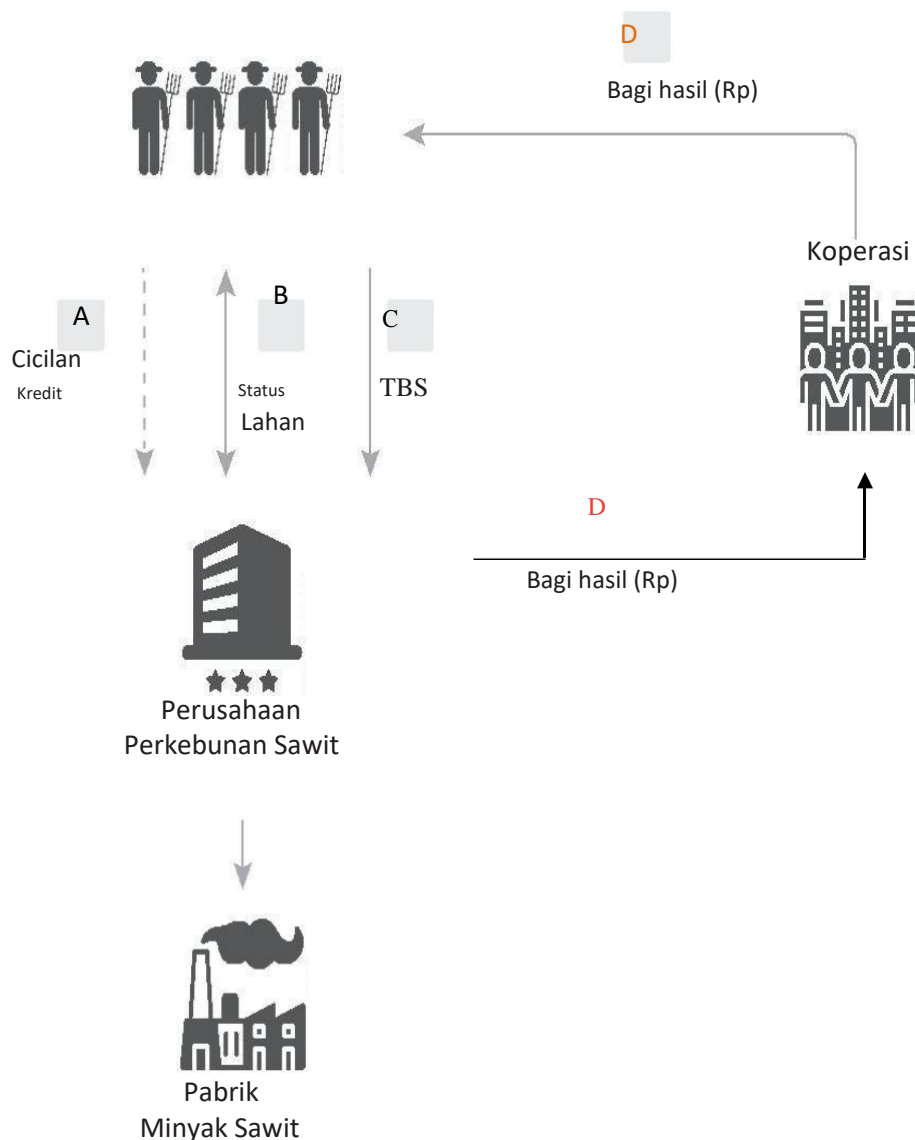 D
Bagi hasil (Rp)
Koperasi
A
Cicilan
Kredit
B
Status
Lahan
C
TBS
D
Bagi hasil (Rp)
Perusahaan
Perkebunan Sawit
Pabrik
Minyak Sawit